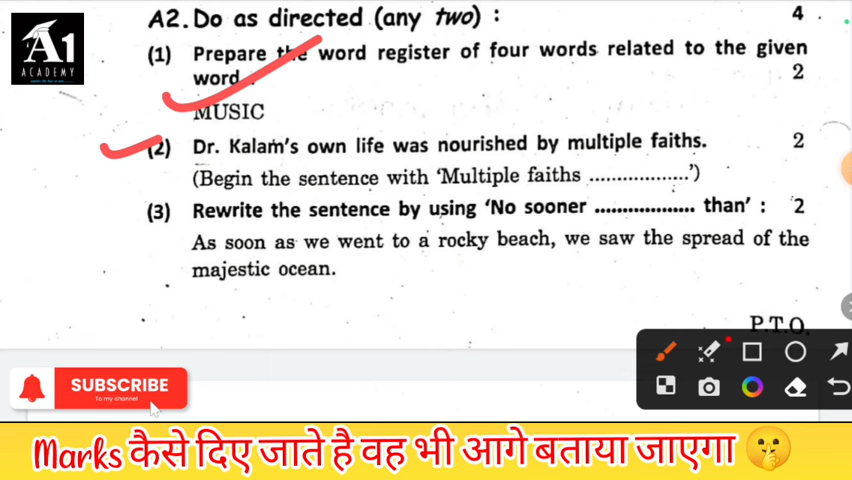 A1
ACADEMY
A2. Do as directed (any two) : 4
(1) Prepare the word register of four words related to the given
word. 2
MUSIC
(2) Dr. Kalam's own life was nourished by multiple faiths. 2
(Begin the sentence with 'Multiple faiths .................')
(3) Rewrite the sentence by using 'No sooner ................. than' : 2
As soon as we went to a rocky beach, we saw the spread of the
majestic ocean.
P.T.O.
SUBSCRIBE
To my channel
Marks कैसे दिए जाते है वह भी आगे बताया जाएगा 🤫